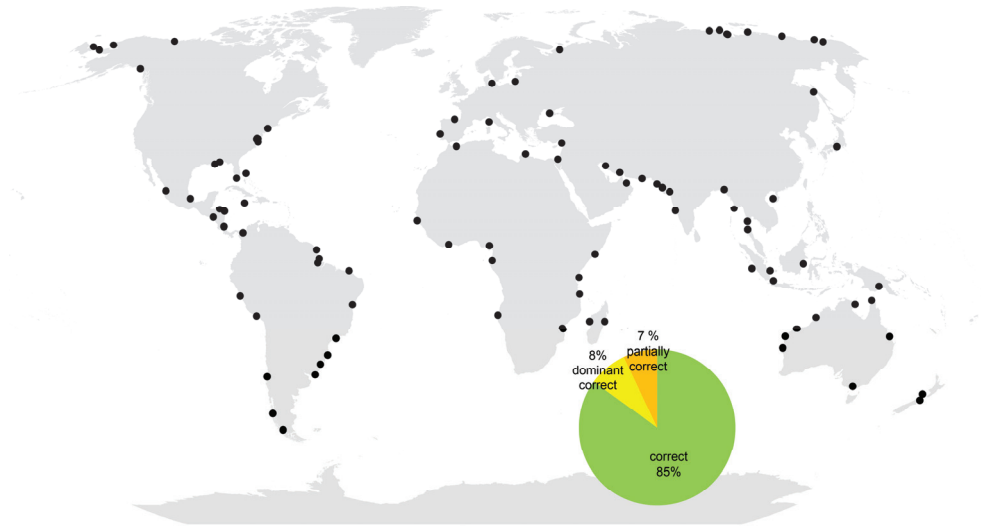 7 %
partially
correct
8%
dominant
correct
correct
85%